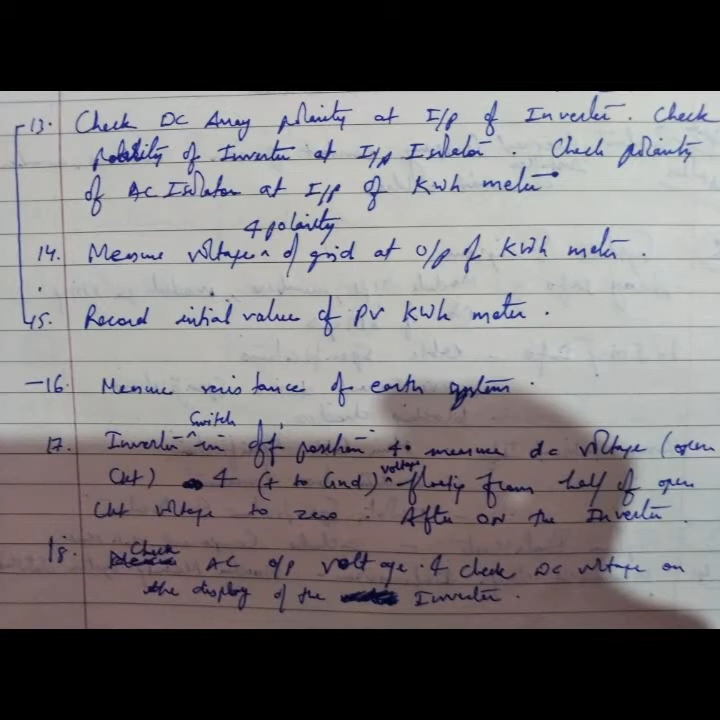 13. Check DC Array polarity at I/p of Inverter. Check
polarity of Inverter at I/p Isolator. Check polarity
of AC Isolator at I/p of KWh meter.
& polarity
14. Measure voltage ^ of grid at O/p of KWh meter.
15. Record initial value of PV KWh meter.
16. Measure resistance of earth system.
Switch
17. Inverter ^ in off position & measure dc voltage (open
Ckt) & (+ to Gnd) ^ voltage from half of open
Ckt voltage to zero. After ON the Inverter.
Check
18. AC o/p voltage. & check DC voltage on
the display of the Inverter.